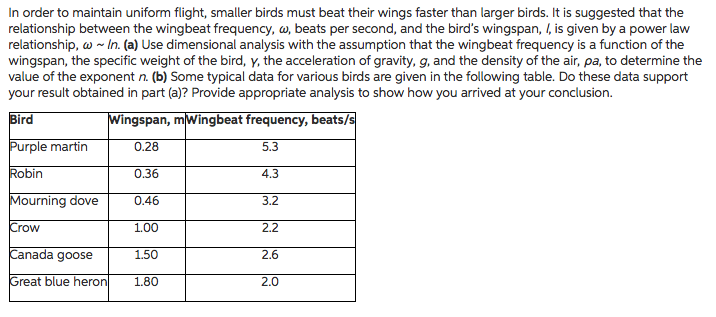 In order to maintain uniform flight, smaller birds must beat their wings faster than larger birds. It is suggested that the
relationship between the wingbeat frequency, ω, beats per second, and the bird's wingspan, l, is given by a power law
relationship, ω ~ ln. (a) Use dimensional analysis with the assumption that the wingbeat frequency is a function of the
wingspan, the specific weight of the bird, γ, the acceleration of gravity, g, and the density of the air, ρa, to determine the
value of the exponent n. (b) Some typical data for various birds are given in the following table. Do these data support
your result obtained in part (a)? Provide appropriate analysis to show how you arrived at your conclusion.
Bird Wingspan, m Wingbeat frequency, beats/s
Purple martin 0.28 5.3
Robin 0.36 4.3
Mourning dove 0.46 3.2
Crow 1.00 2.2
Canada goose 1.50 2.6
Great blue heron 1.80 2.0